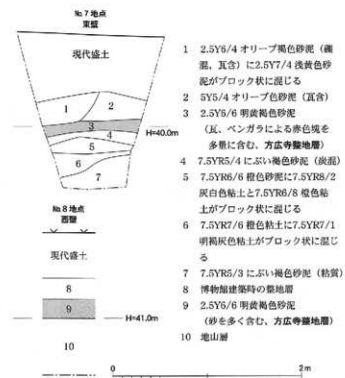 No.7 地点
東壁
現代盛土
1
2
3
4
5
6
7
H=40.0m
No.8 地点
西壁
現代盛土
8
9
10
H=41.0m
0
2m
1 2.5Y6/4 オリーブ褐色砂泥(礫
混、瓦含)に2.5Y7/4 浅黄色砂
泥がブロック状に混じる
2 5Y5/4 オリーブ色砂泥(瓦含)
3 2.5Y6/6 明黄褐色砂泥
(瓦、ベンガラによる赤色塊を
多量に含む、方広寺整地層)
4 7.5YR5/4 にぶい褐色砂泥(炭混)
5 7.5YR6/6 橙色砂泥に7.5YR8/2
灰白色粘土と7.5YR6/8 橙色粘
土がブロック状に混じる
6 7.5YR7/6 橙色粘土に7.5YR7/1
明褐灰色粘土がブロック状に混じ
る
7 7.5YR5/3 にぶい褐色砂泥(粘質)
8 博物館建築時の整地層
9 2.5Y6/6 明黄褐色砂泥
(砂を多く含む、方広寺整地層)
10 地山層